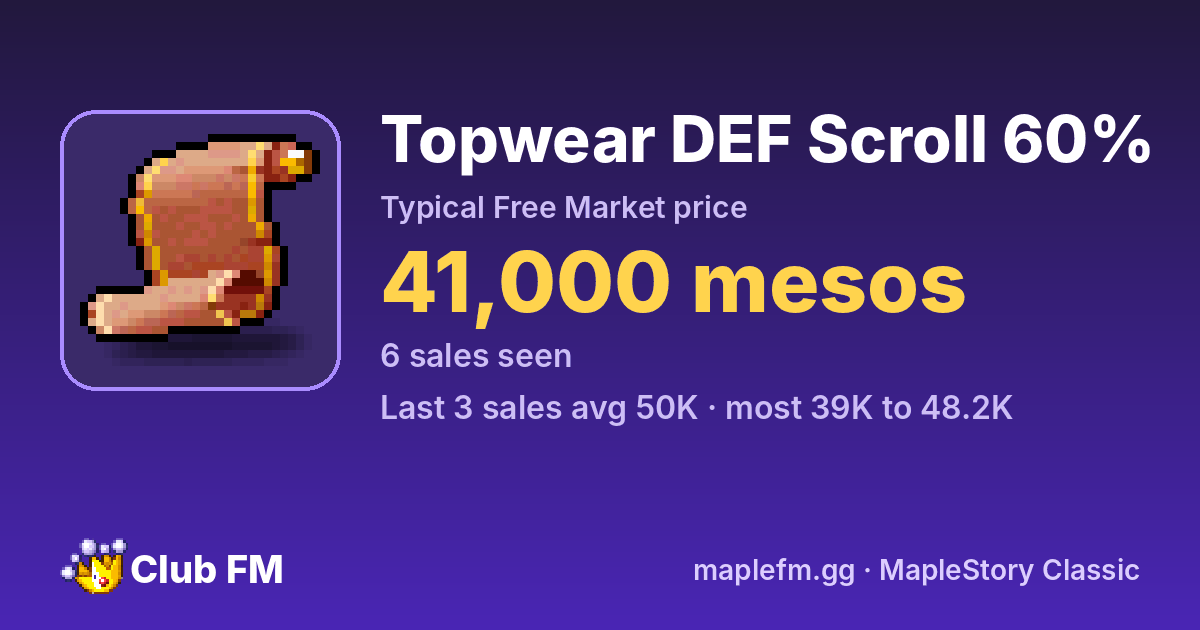 Topwear DEF Scroll 60%
Typical Free Market price
41,000 mesos
6 sales seen
Last 3 sales avg 50K · most 39K to 48.2K
Club FM
maplefm.gg · MapleStory Classic